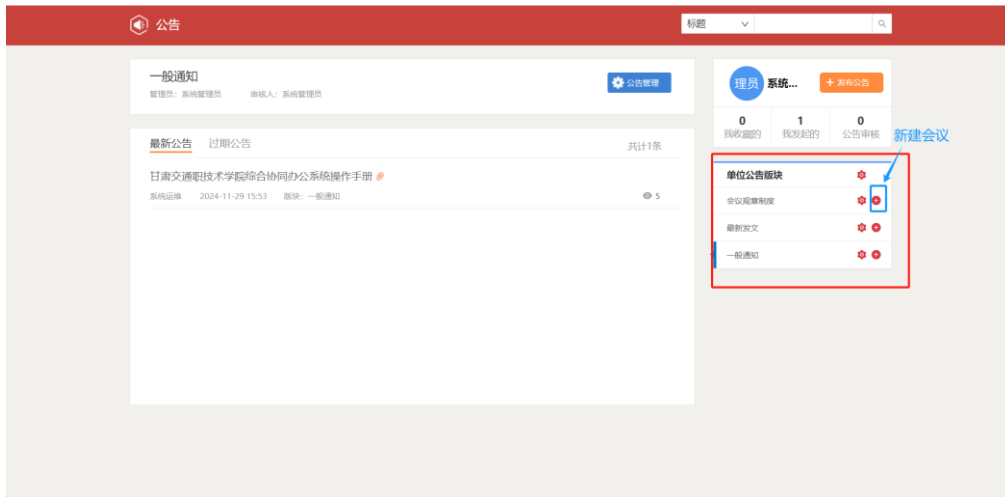 公告
标题
一般通知
管理员：系统管理员 审核人：系统管理员
公告管理
最新公告 过期公告 共计1条
甘肃交通职技术学院综合协同办公系统操作手册
系统运维 2024-11-29 15:53 版块：一般通知 5
理员 系统... + 发布公告
0 1 0
我收藏的 我发起的 公告审核
新建会议
单位公告版块
会议规章制度
最新发文
一般通知